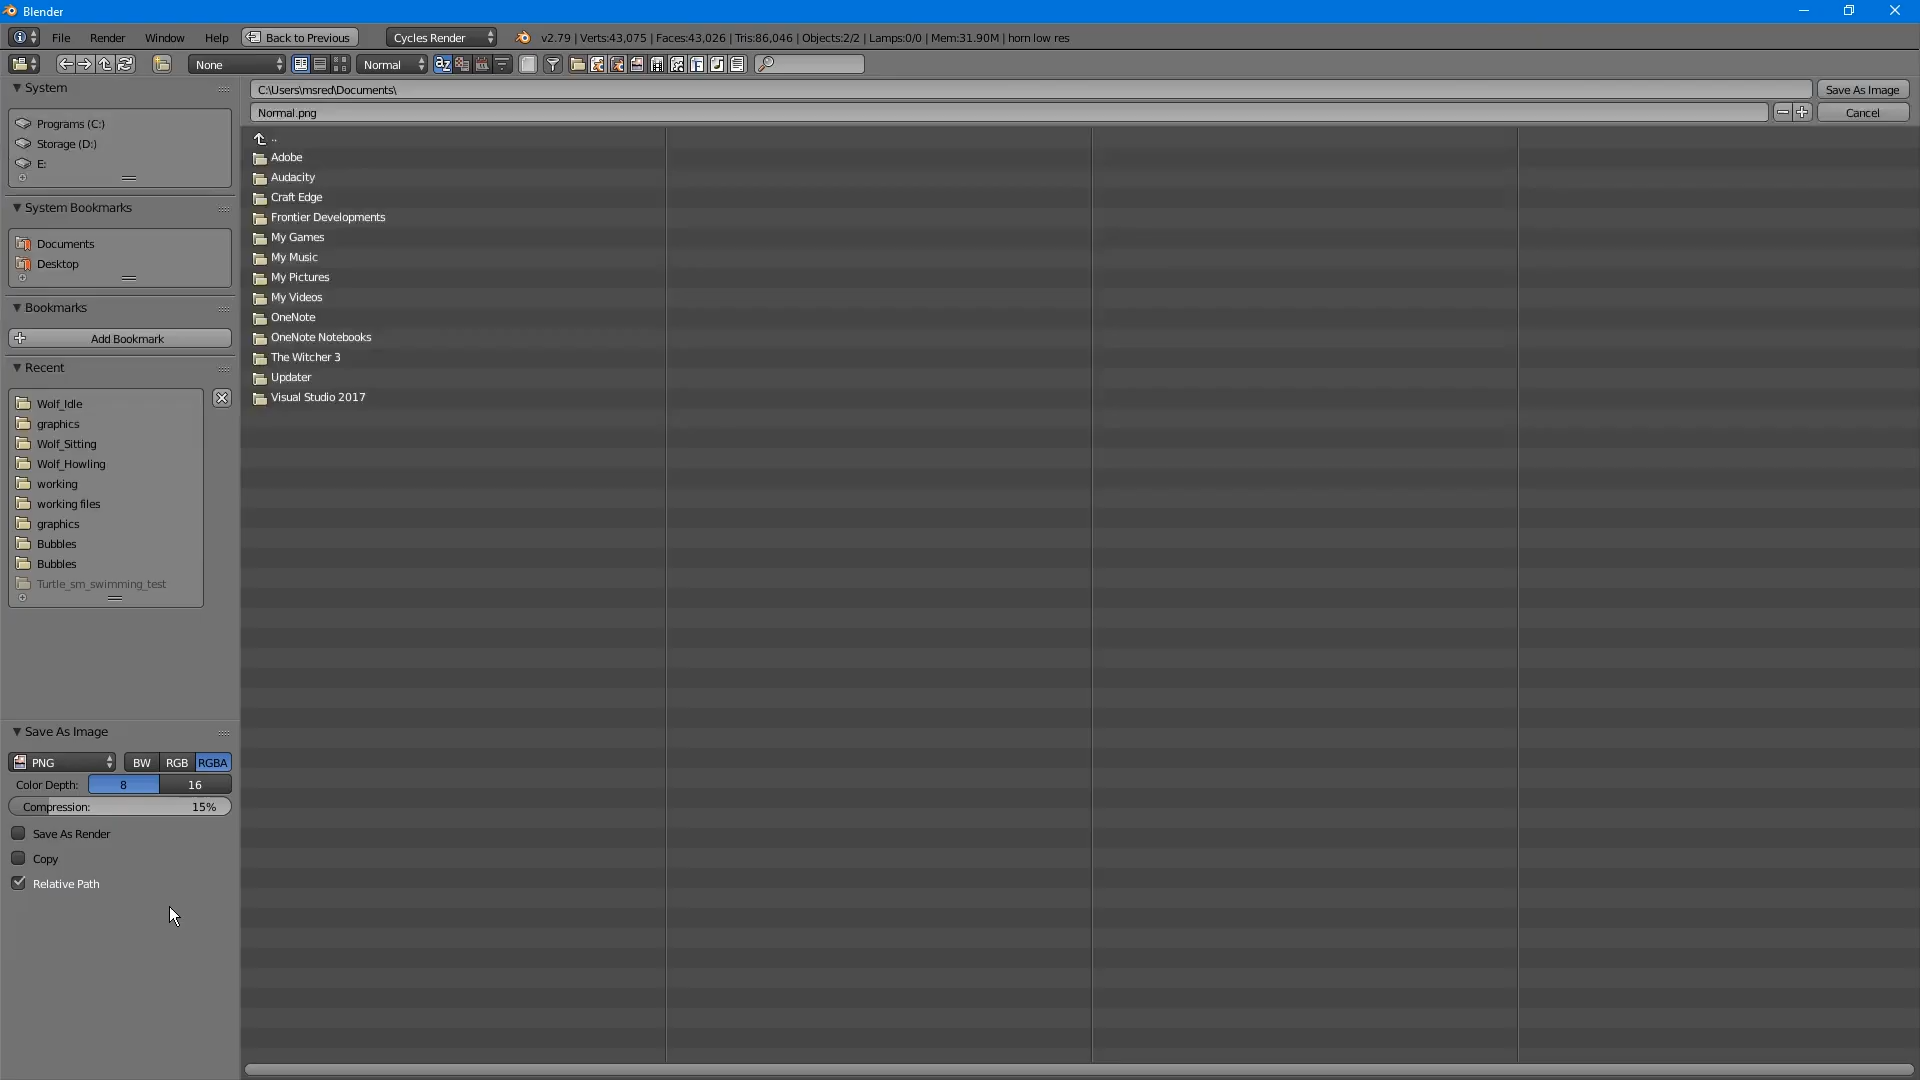 Blender
File Render Window Help Back to Previous Cycles Render v2.79 | Verts:43,075 | Faces:43,026 | Tris:86,046 | Objects:2/2 | Lamps:0/0 | Mem:31.90M | horn low res
None Normal
System
Programs (C:)
Storage (D:)
E:
System Bookmarks
Documents
Desktop
Bookmarks
Add Bookmark
Recent
Wolf_Idle
graphics
Wolf_Sitting
Wolf_Howling
working
working files
graphics
Bubbles
Bubbles
Turtle_sm_swimming_test
Save As Image
PNG BW RGB RGBA
Color Depth: 8 16
Compression: 15%
Save As Render
Copy
Relative Path
C:\Users\msred\Documents\ Save As Image
Normal.png Cancel
..
Adobe
Audacity
Craft Edge
Frontier Developments
My Games
My Music
My Pictures
My Videos
OneNote
OneNote Notebooks
The Witcher 3
Updater
Visual Studio 2017